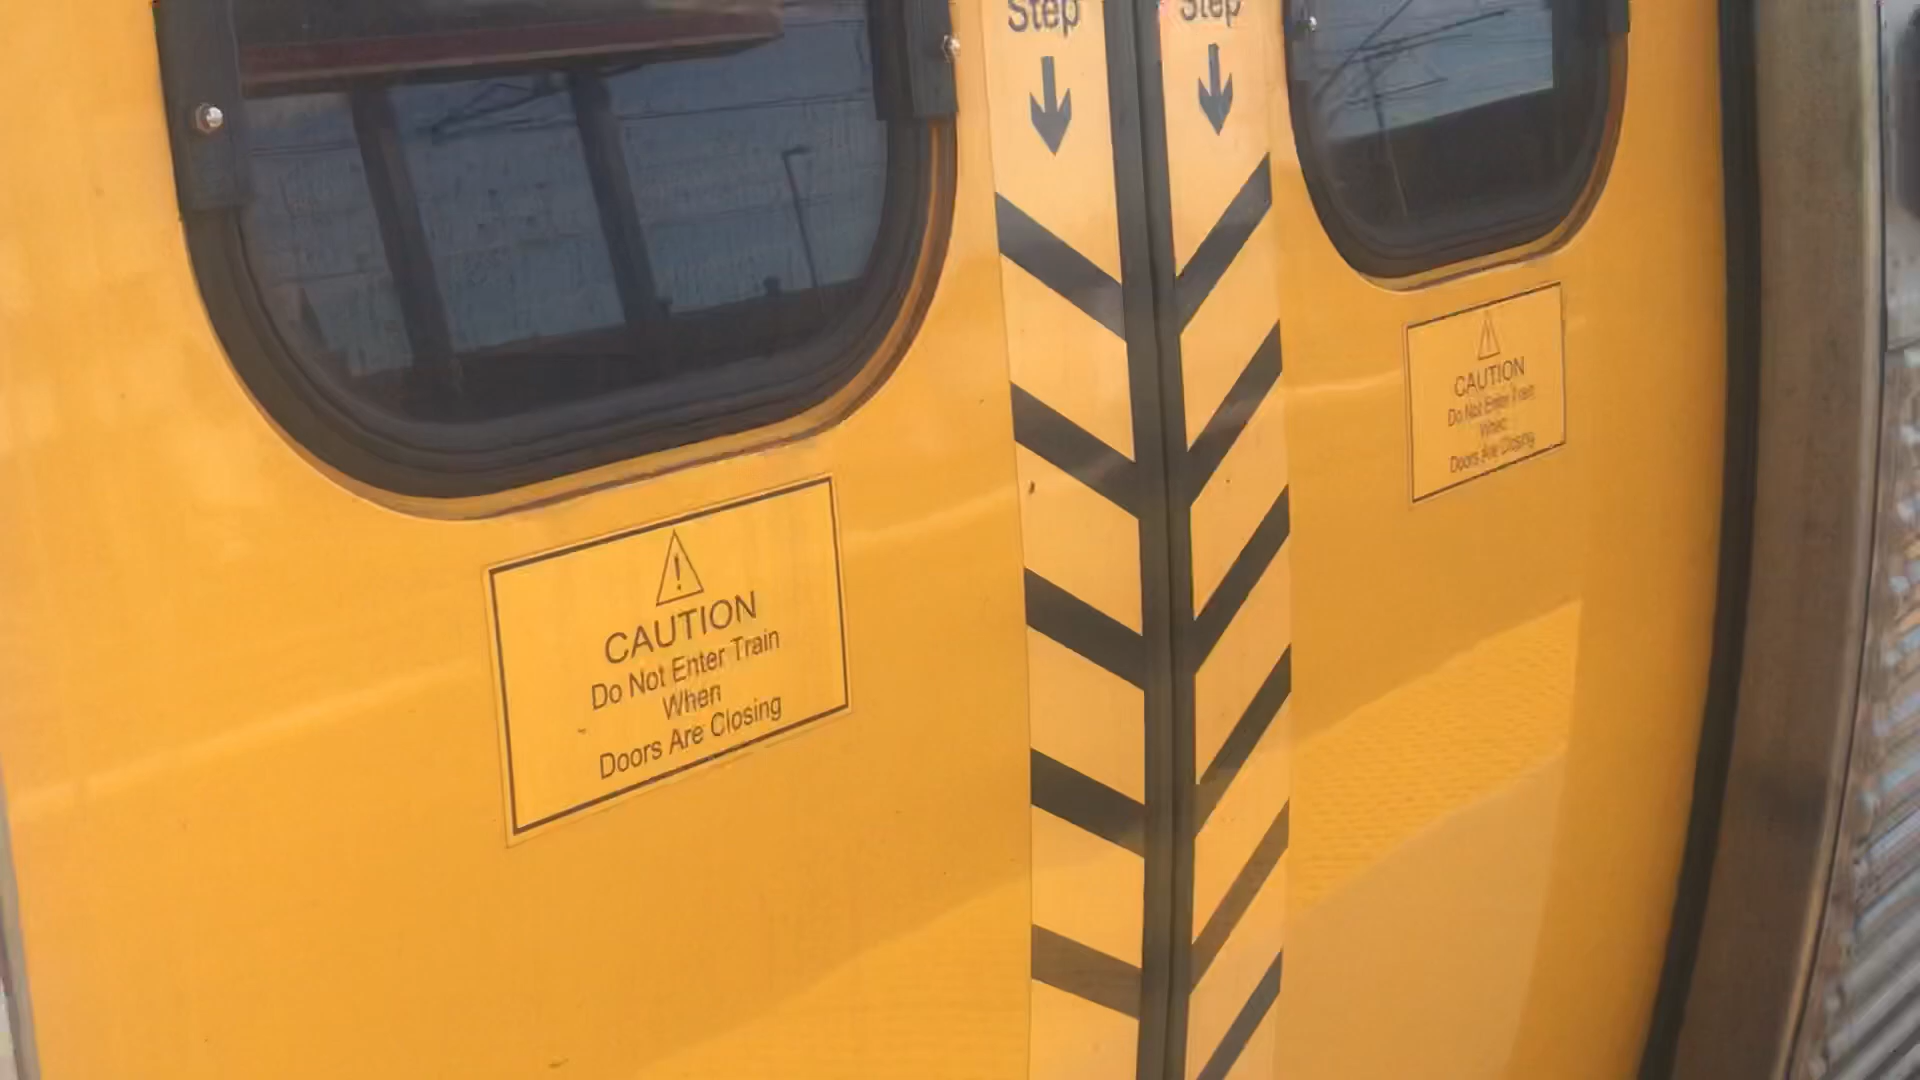 Step
Step
CAUTION
Do Not Enter Train
When
Doors Are Closing
CAUTION
Do Not Enter Train
When
Doors Are Closing